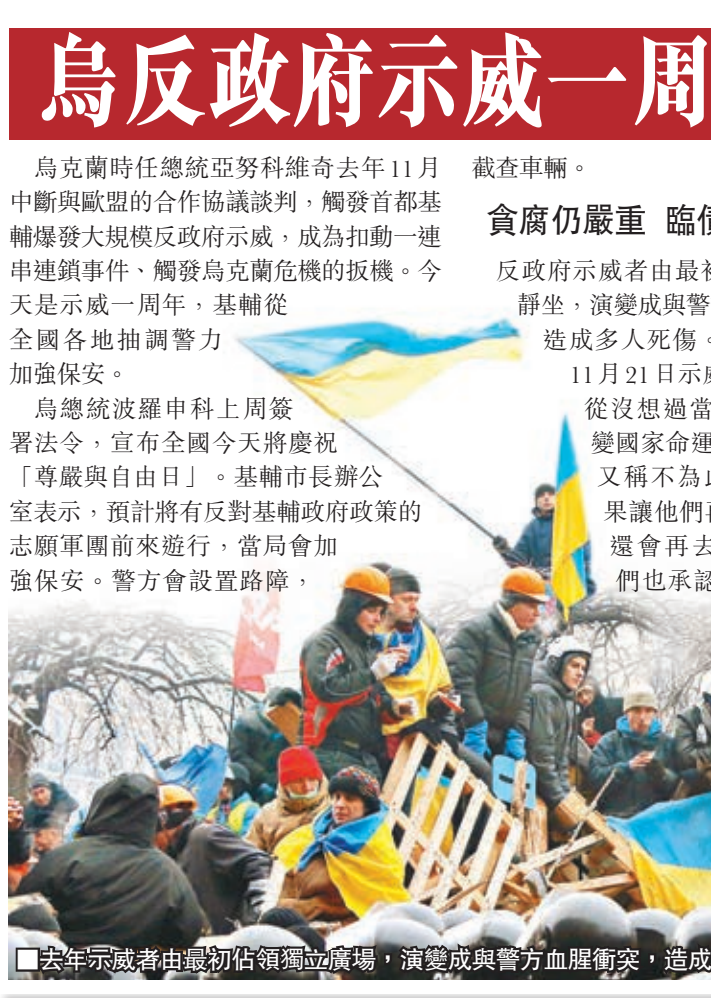 烏反政府示威一周
烏克蘭時任總統亞努科維奇去年11月
中斷與歐盟的合作協議談判，觸發首都基
輔爆發大規模反政府示威，成為扣動一連
串連鎖事件、觸發烏克蘭危機的扳機。今
天是示威一周年，基輔從
全國各地抽調警力
加強保安。
烏總統波羅申科上周簽
署法令，宣布全國今天將慶祝
「尊嚴與自由日」。基輔市長辦公
室表示，預計將有反對基輔政府政策的
志願軍團前來遊行，當局會加
強保安。警方會設置路障，
截查車輛。
貪腐仍嚴重 臨債
反政府示威者由最初
靜坐，演變成與警
造成多人死傷。
11月21日示威
從沒想過當
變國家命運
又稱不為此
果讓他們再
還會再去
們也承認
□去年示威者由最初佔領獨立廣場，演變成與警方血腥衝突，造成